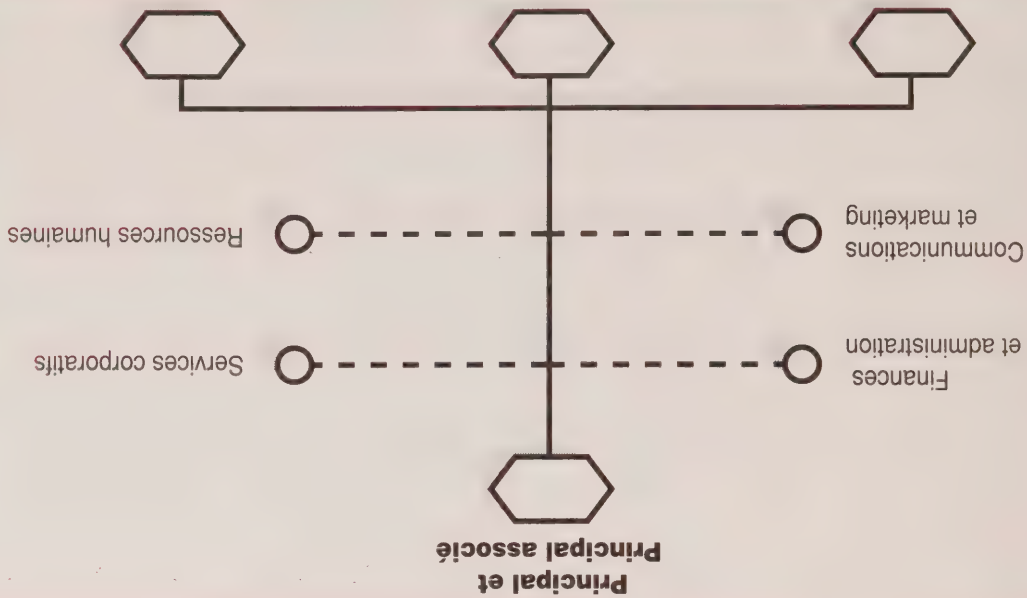 Principal et
Principal associé
Finances
et administration
Services corporatifs
Communications
et marketing
Ressources humaines